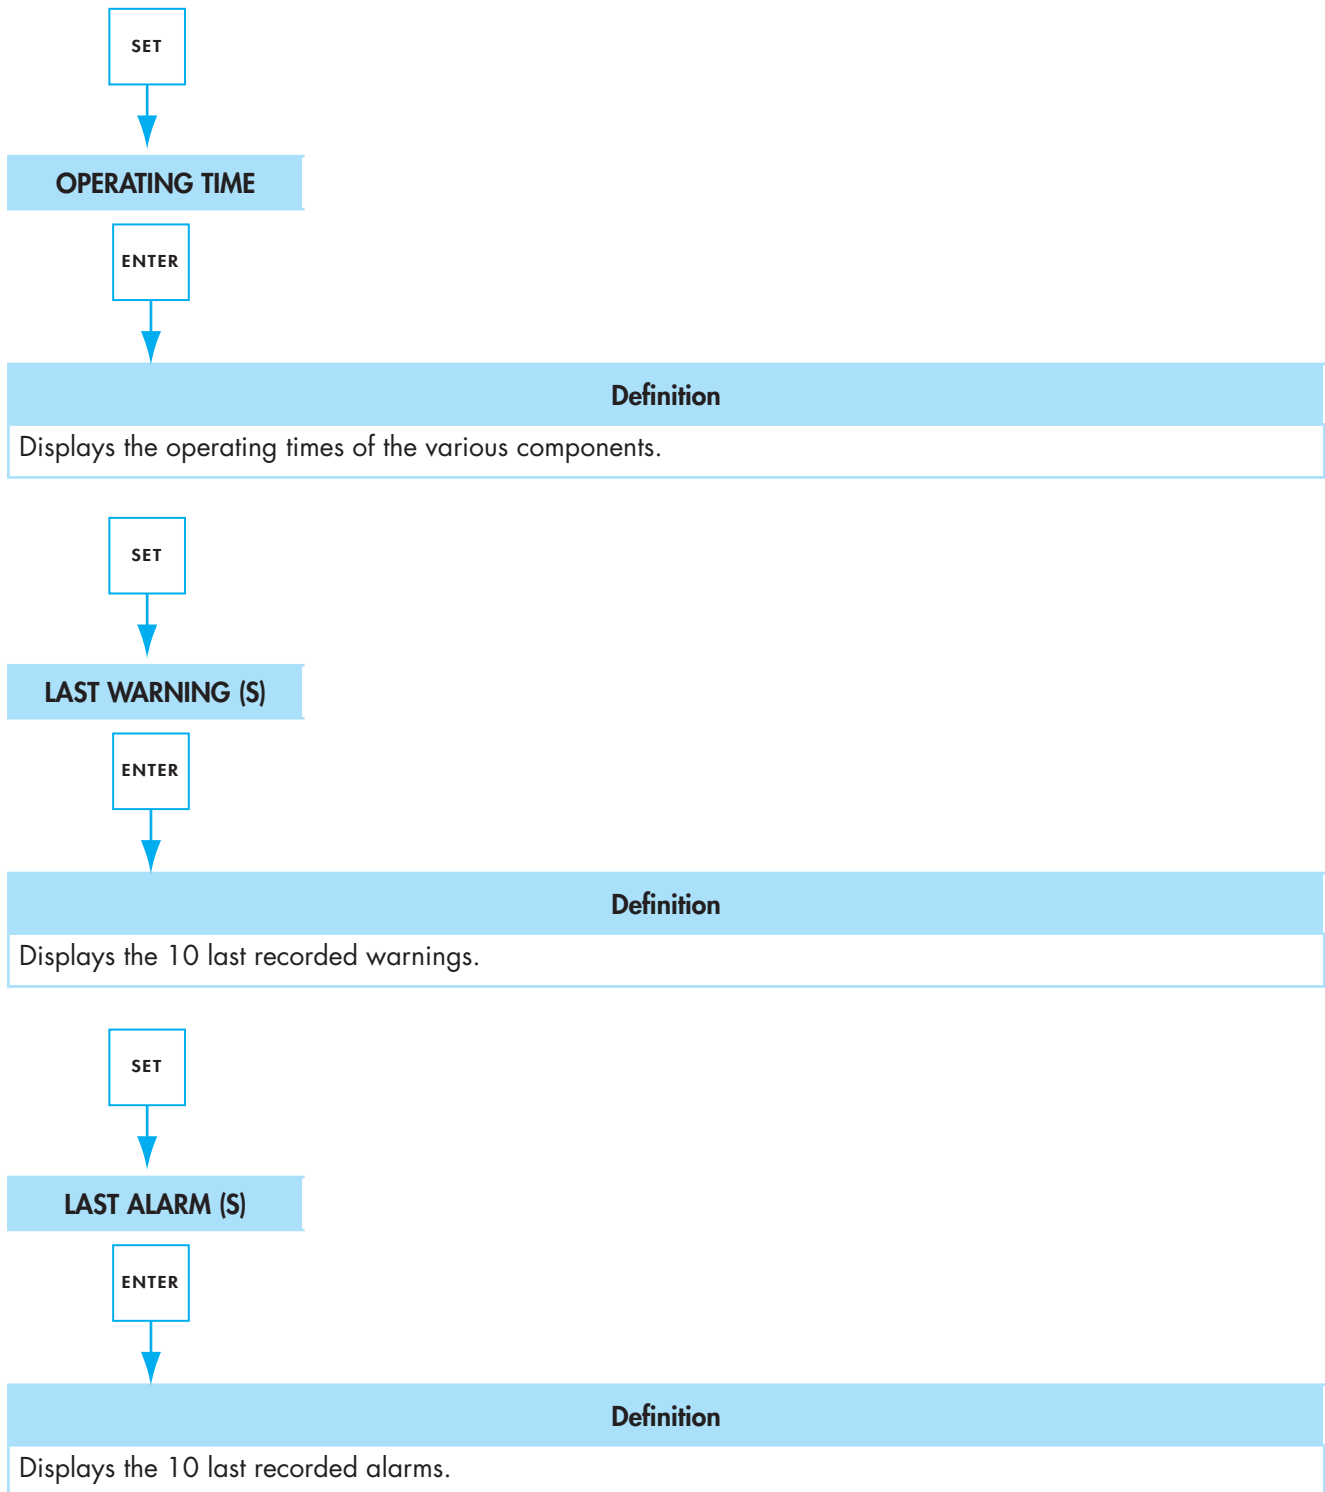 SET
OPERATING TIME
ENTER
Definition
Displays the operating times of the various components.
SET
LAST WARNING (S)
ENTER
Definition
Displays the 10 last recorded warnings.
SET
LAST ALARM (S)
ENTER
Definition
Displays the 10 last recorded alarms.